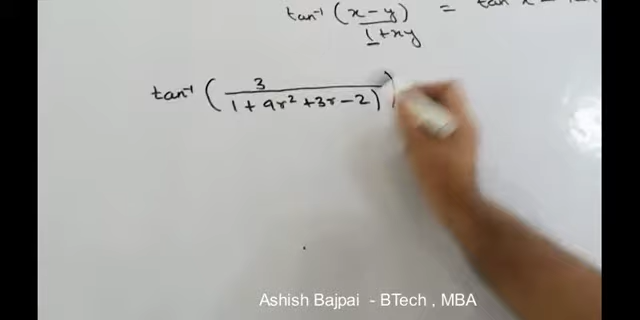 tan⁻¹ (x-y)/(1+xy) = tan x
tan⁻¹ (3/(1 + 9r² + 3r - 2))
Ashish Bajpai - BTech , MBA